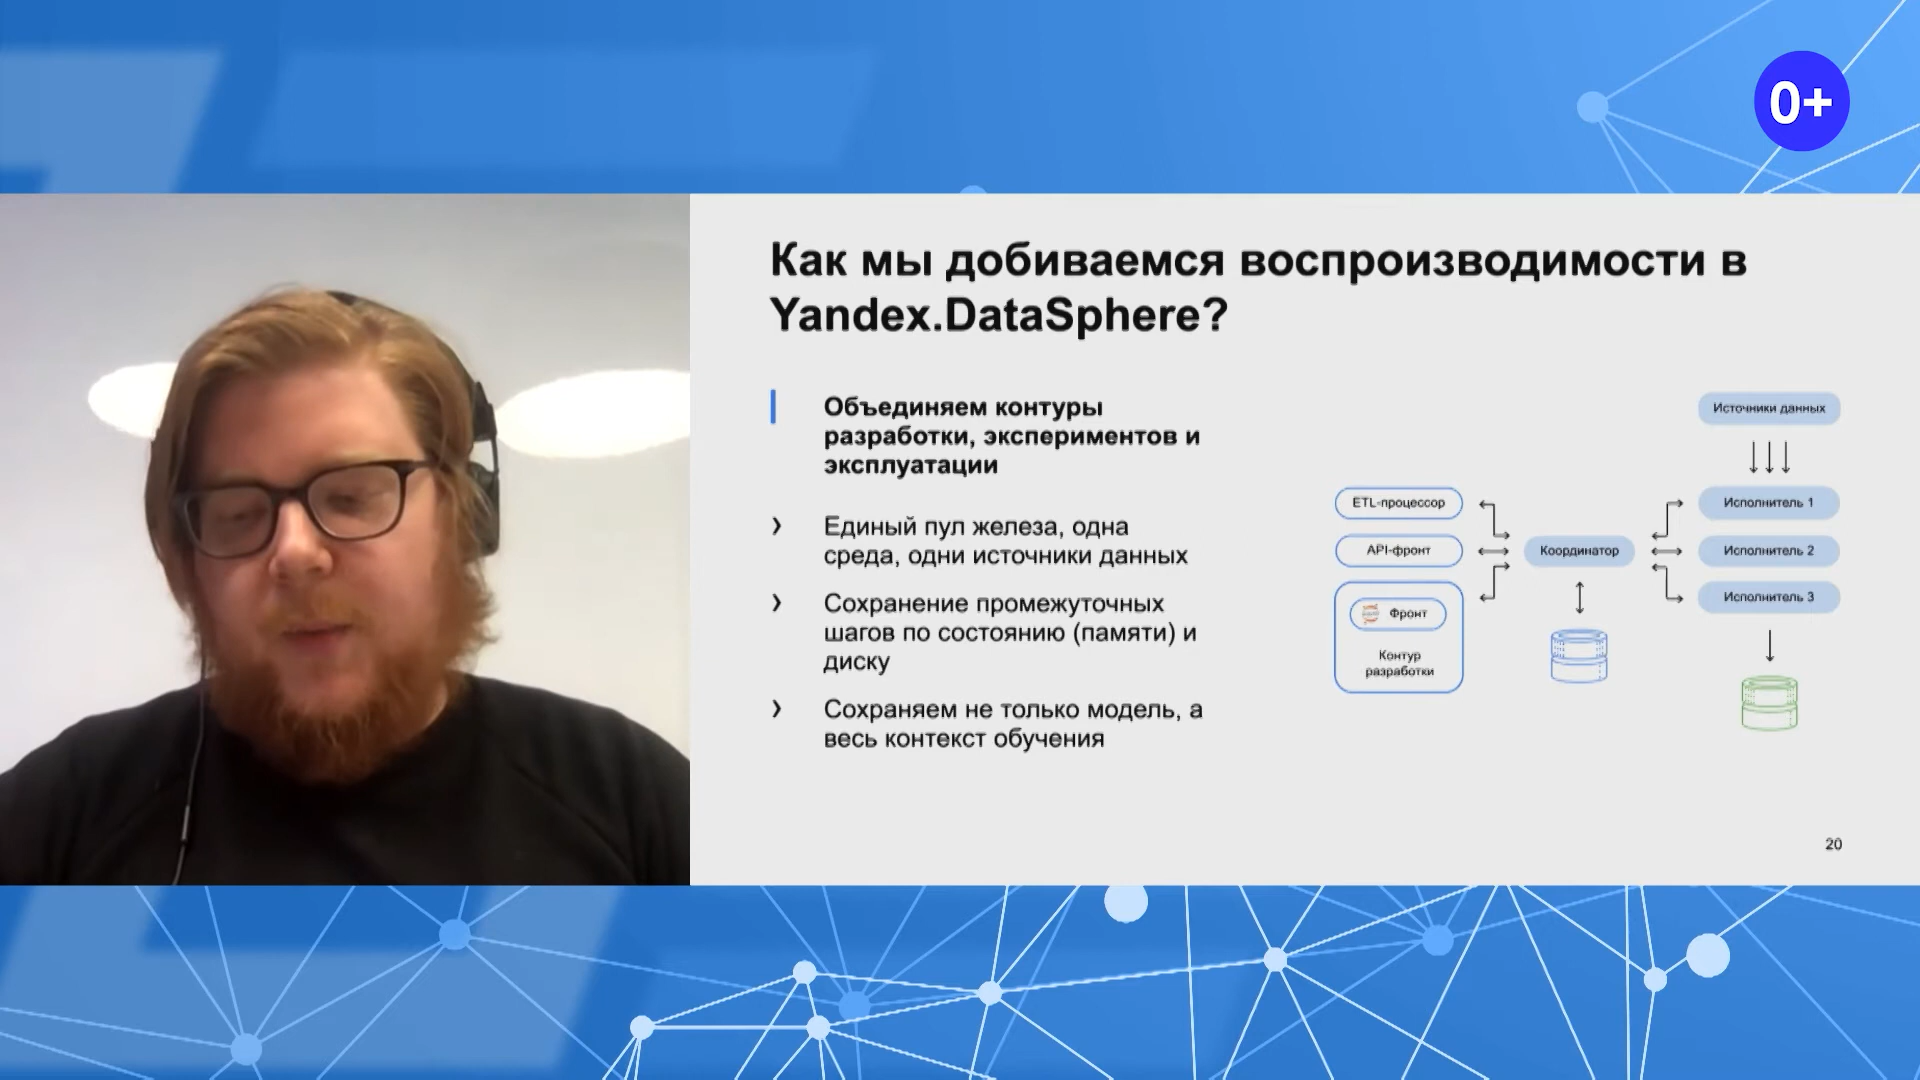 0+
Как мы добиваемся воспроизводимости в
Yandex.DataSphere?
Объединяем контуры
разработки, экспериментов и
эксплуатации
Единый пул железа, одна
среда, одни источники данных
Сохранение промежуточных
шагов по состоянию (памяти) и
диску
Сохраняем не только модель, а
весь контекст обучения
Источники данных
ETL-процессор
API-фронт
Фронт
Контур
разработки
Координатор
Исполнитель 1
Исполнитель 2
Исполнитель 3
20